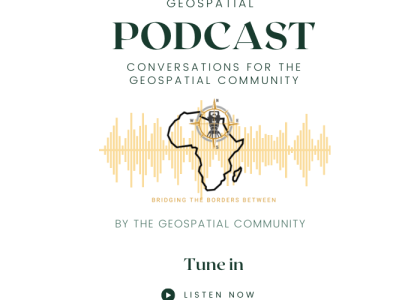 GEOSPATIAL
PODCAST
CONVERSATIONS FOR THE
GEOSPATIAL COMMUNITY
N
W
E
S
BRIDGING THE BORDERS BETWEEN
BY THE GEOSPATIAL COMMUNITY
Tune in
LISTEN NOW